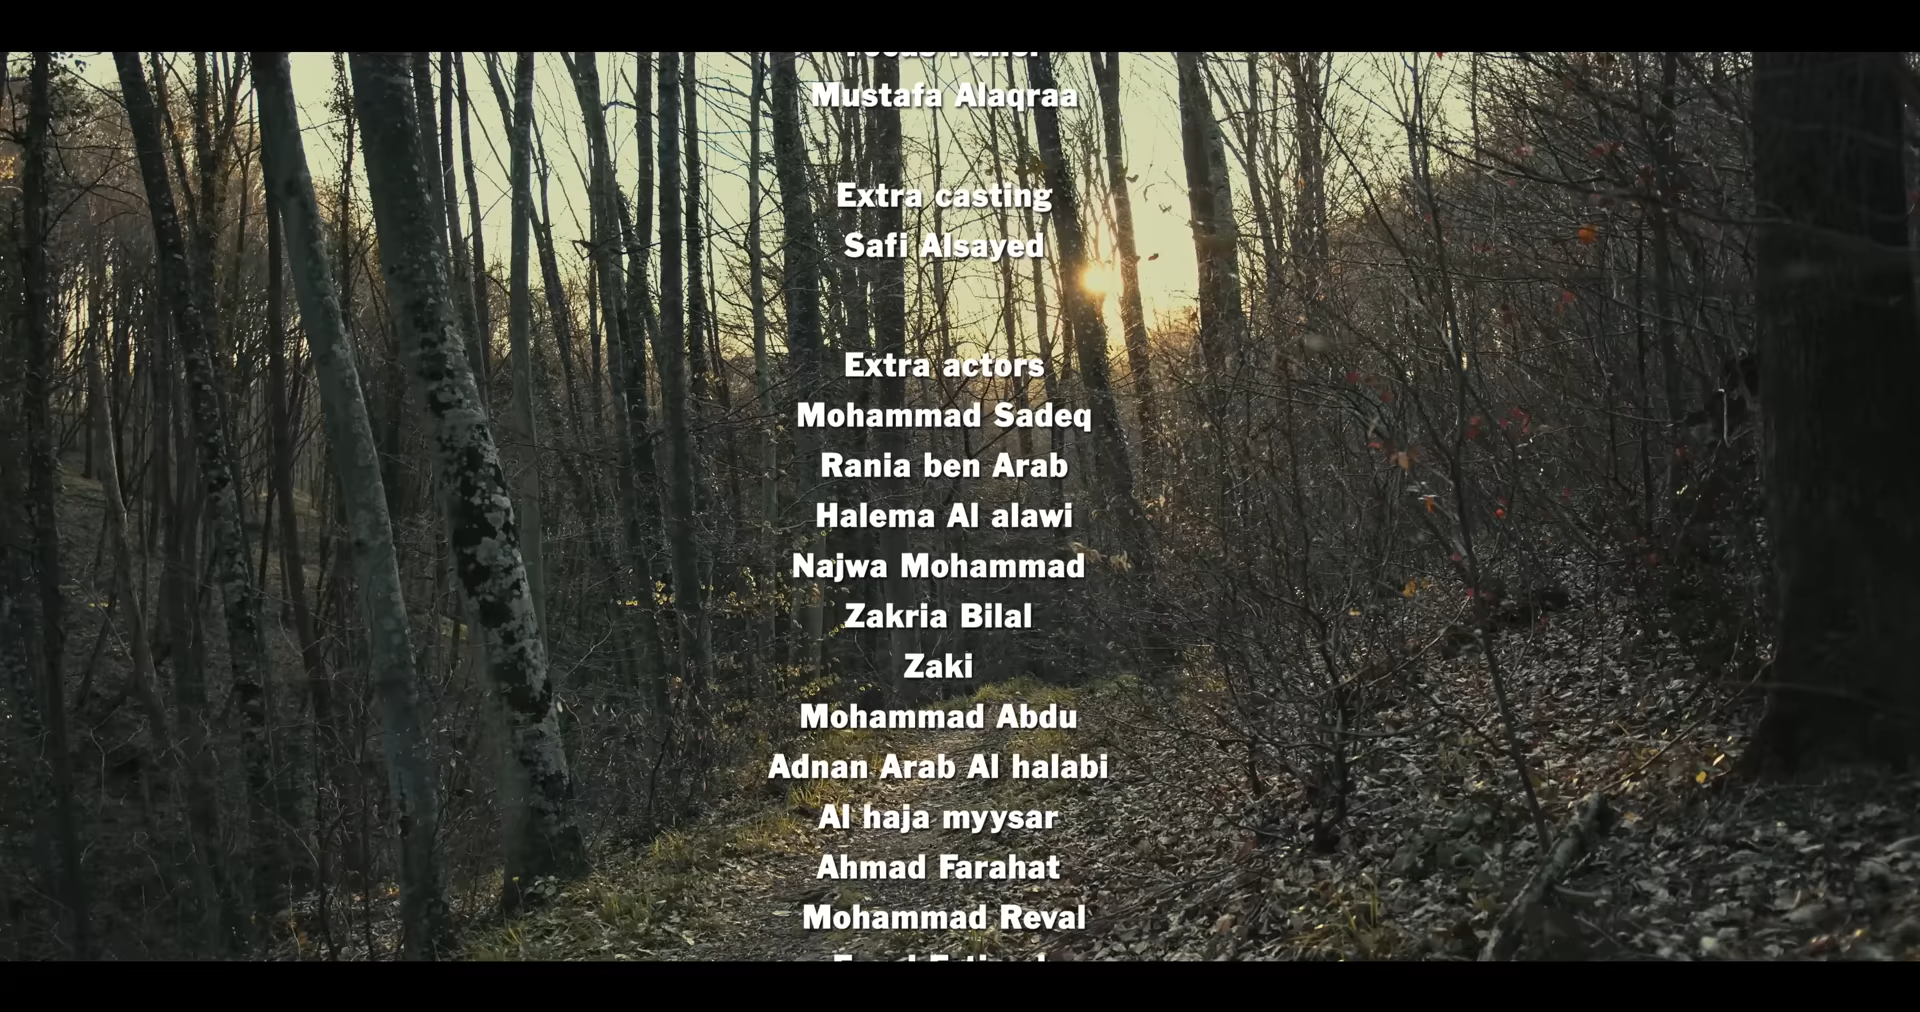 Mustafa Alaqraa
Extra casting
Safi Alsayed
Extra actors
Mohammad Sadeq
Rania ben Arab
Halema Al alawi
Najwa Mohammad
Zakria Bilal
Zaki
Mohammad Abdu
Adnan Arab Al halabi
Al haja myysar
Ahmad Farahat
Mohammad Reval